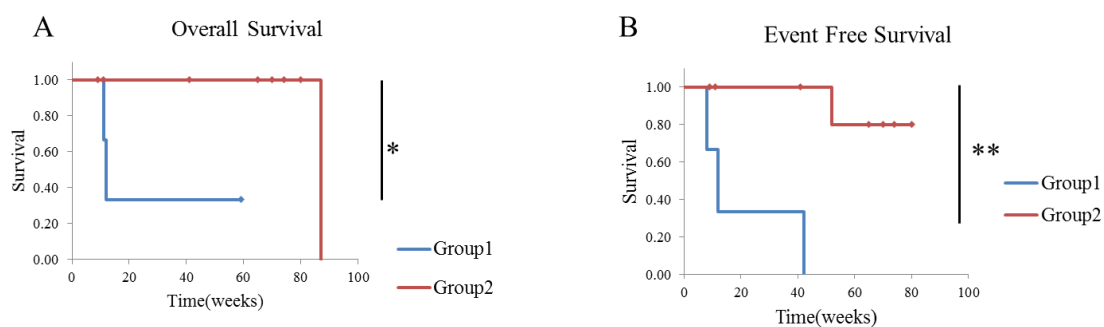 A
Overall Survival
1.00
0.80
0.60
0.40
0.20
0.00
Survival
0 20 40 60 80 100
Time(weeks)
*
Group1
Group2
B
Event Free Survival
1.00
0.80
0.60
0.40
0.20
0.00
Survival
0 20 40 60 80 100
Time(weeks)
**
Group1
Group2